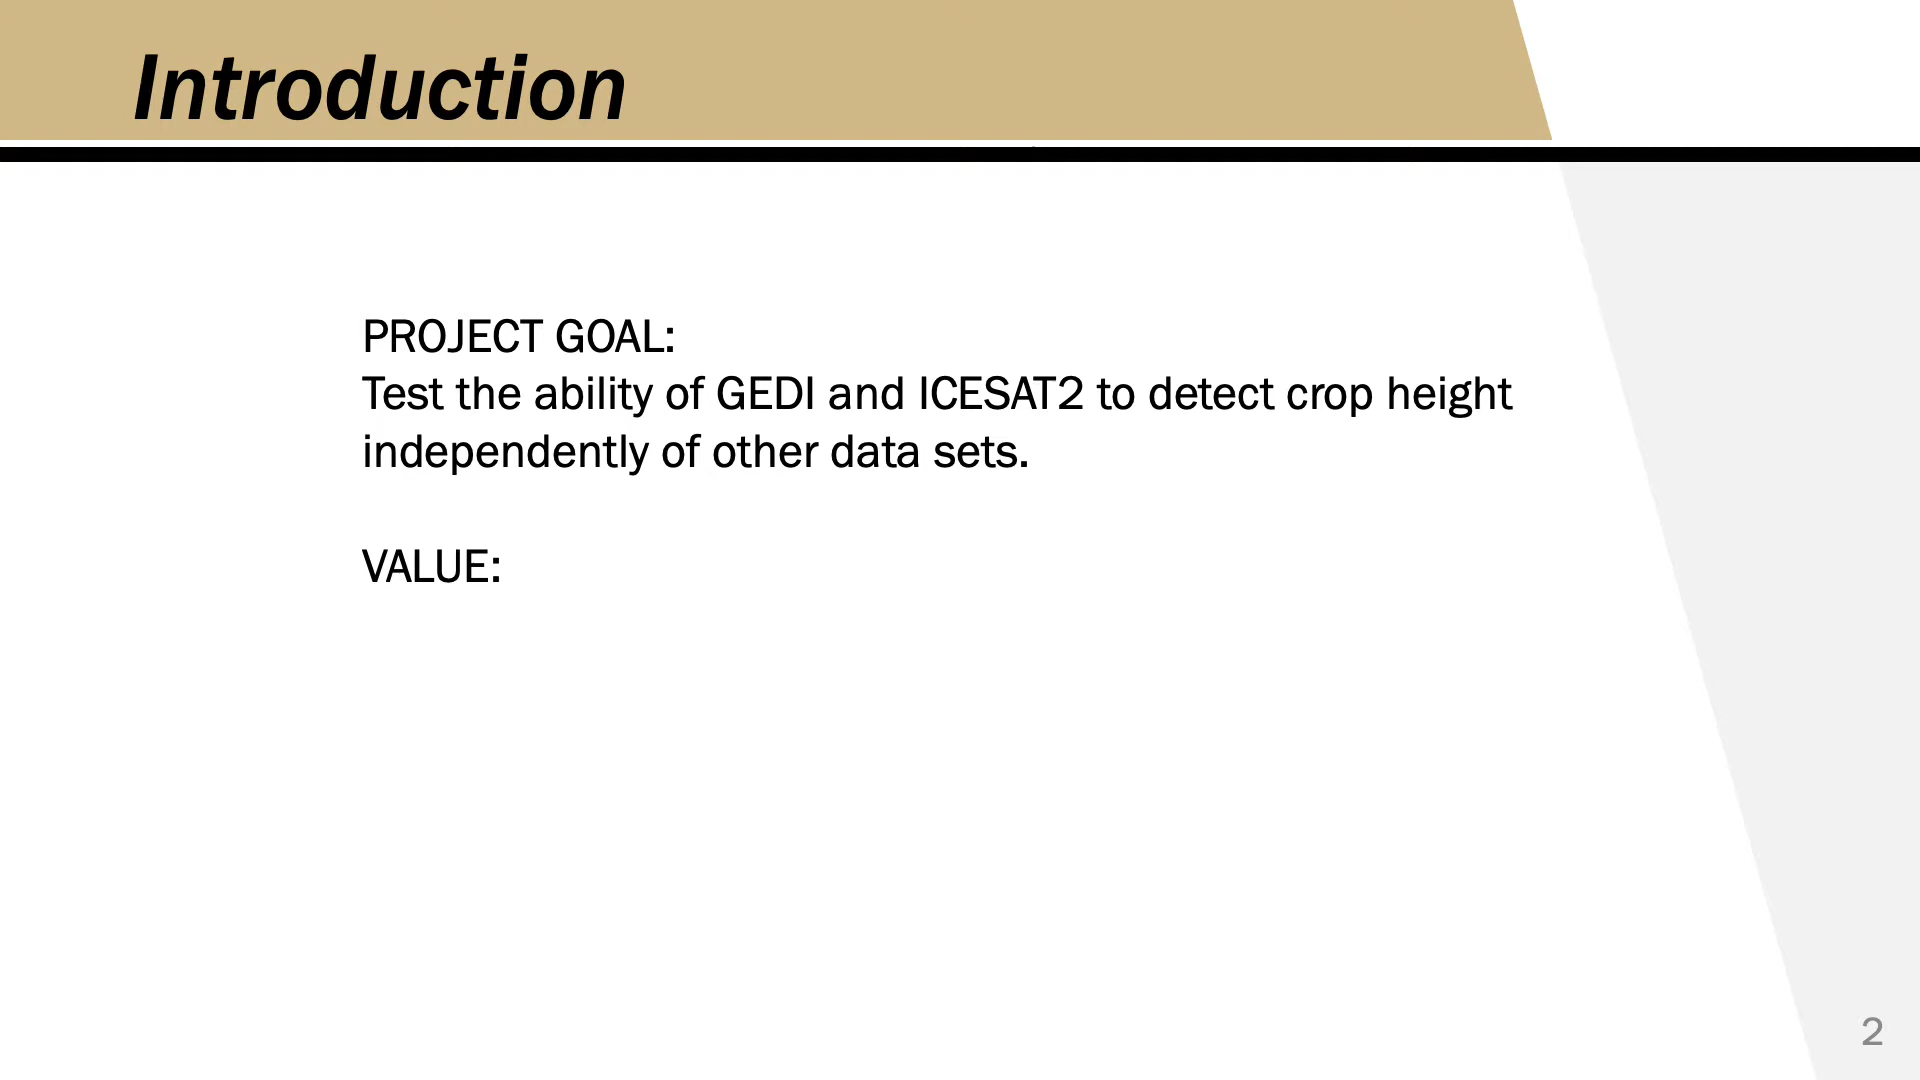 Introduction
PROJECT GOAL:
Test the ability of GEDI and ICESAT2 to detect crop height
independently of other data sets.
VALUE:
2